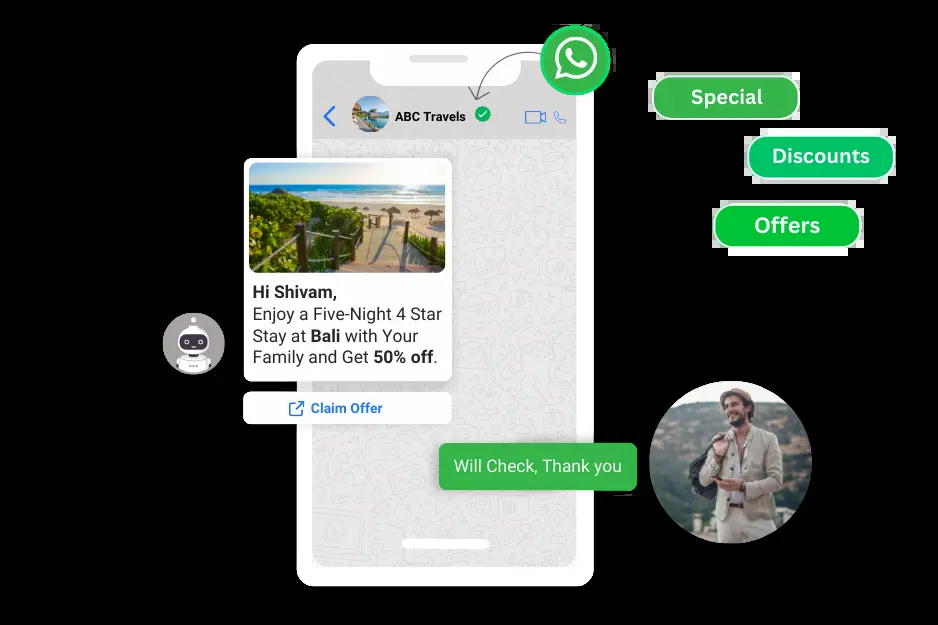 ABC Travels
Special
Discounts
Offers
Hi Shivam,
Enjoy a Five-Night 4 Star
Stay at Bali with Your
Family and Get 50% off.
Claim Offer
Will Check, Thank you